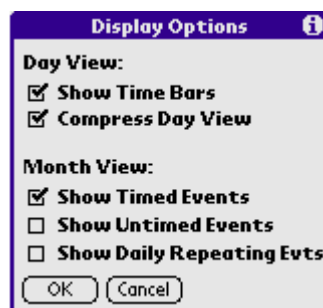 Display Options i
Day View:
Show Time Bars
Compress Day View
Month View:
Show Timed Events
Show Untimed Events
Show Daily Repeating Evts
OK Cancel